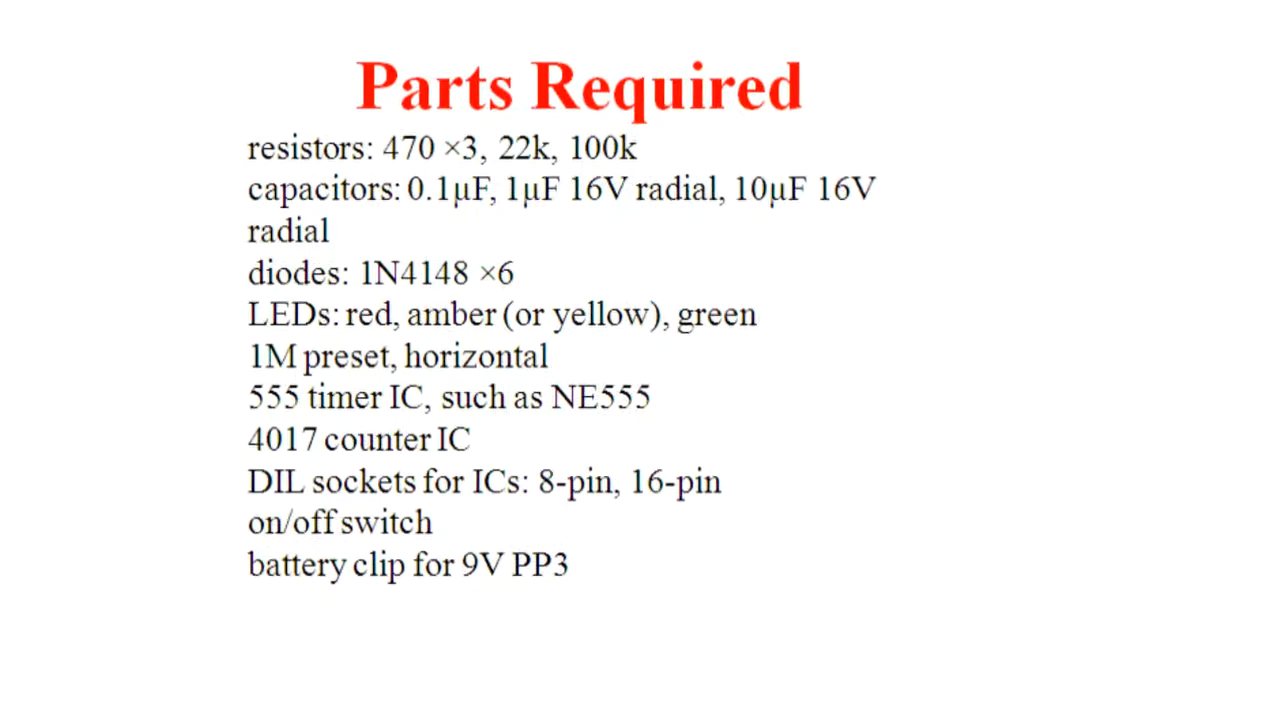 Parts Required
resistors: 470 ×3, 22k, 100k
capacitors: 0.1µF, 1µF 16V radial, 10µF 16V
radial
diodes: 1N4148 ×6
LEDs: red, amber (or yellow), green
1M preset, horizontal
555 timer IC, such as NE555
4017 counter IC
DIL sockets for ICs: 8-pin, 16-pin
on/off switch
battery clip for 9V PP3